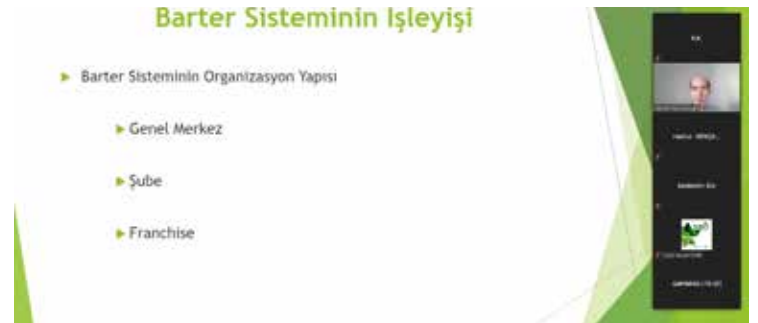 Barter Sisteminin İşleyişi
Barter Sisteminin Organizasyon Yapısı
Genel Merkez
Şube
Franchise